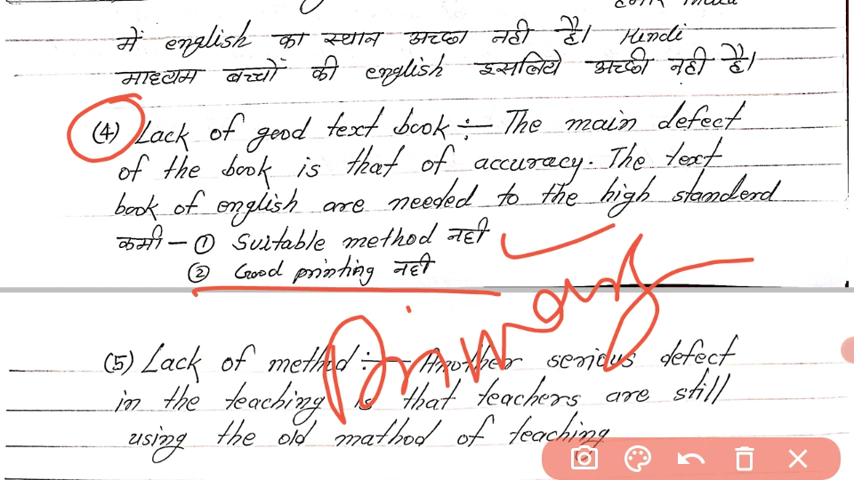 में english का स्थान अच्छा नही है। Hindi
माध्यम बच्चों की english इसलिये अच्छी नही है।
(4) Lack of good text book ÷ The main defect
of the book is that of accuracy. The text
book of english are needed to the high standerd
कमी - ① Suitable method नही
② Good printing नही
Primary
(5) Lack of method ÷ Another serious defect
in the teaching is that teachers are still
using the old mathod of teaching